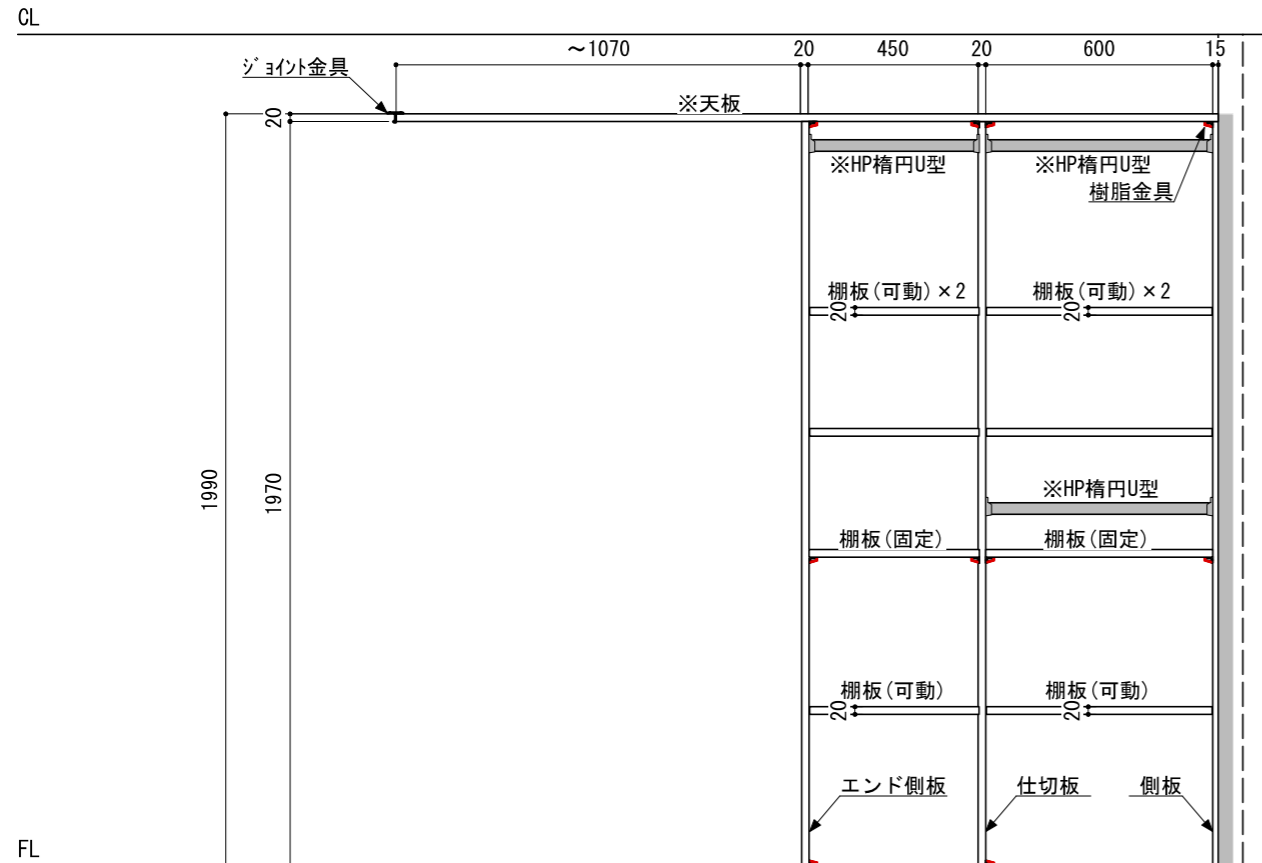 CL
～1070
20
450
20
600
15
ｼﾞｮｲﾝﾄ金具
20
※天板
※HP楕円U型
※HP楕円U型
樹脂金具
棚板(可動)×2
棚板(可動)×2
20
20
1990
1970
※HP楕円U型
棚板(固定)
棚板(固定)
棚板(可動)
棚板(可動)
20
20
エンド側板
仕切板
側板
FL